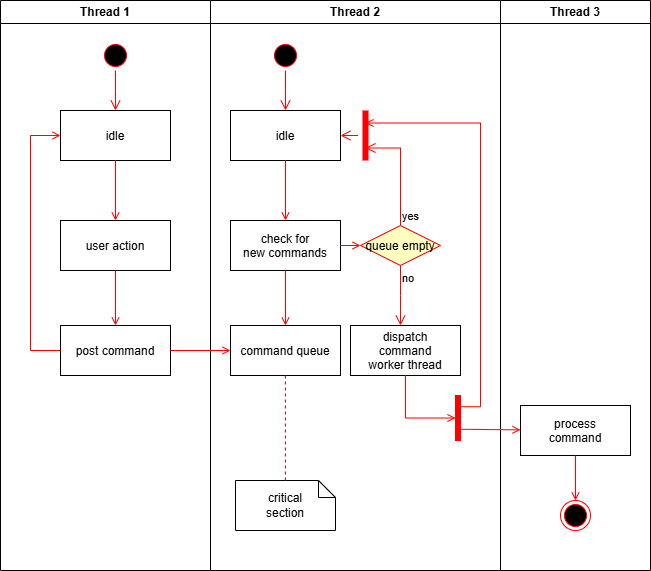 Thread 1
Thread 2
Thread 3
idle
idle
user action
check for
new commands
queue empty
yes
no
post command
command queue
dispatch
command
worker thread
process
command
critical
section